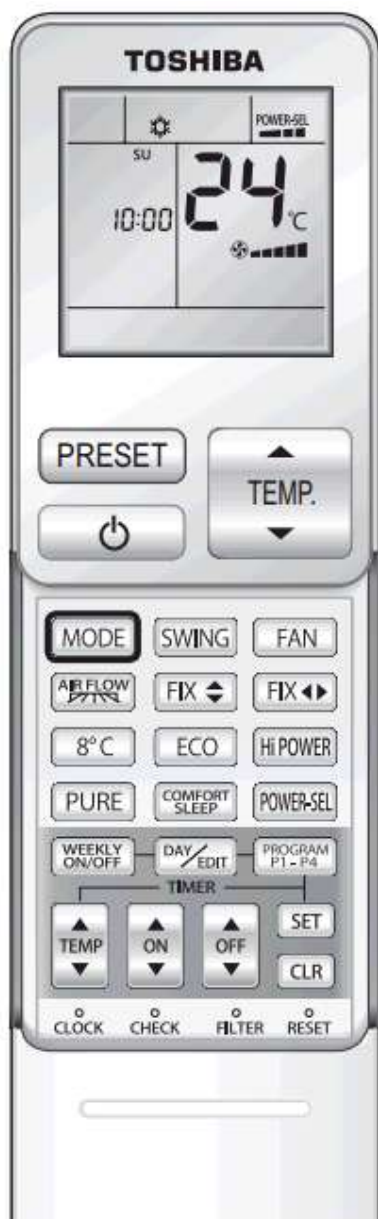 TOSHIBA
POWER-SEL
SU
10:00 24 °C
PRESET
TEMP.
MODE SWING FAN
AIR FLOW FIX FIX
8°C ECO Hi POWER
PURE COMFORT SLEEP POWER-SEL
WEEKLY ON/OFF DAY/EDIT PROGRAM P1-P4
TIMER
TEMP ON OFF SET
CLR
CLOCK CHECK FILTER RESET